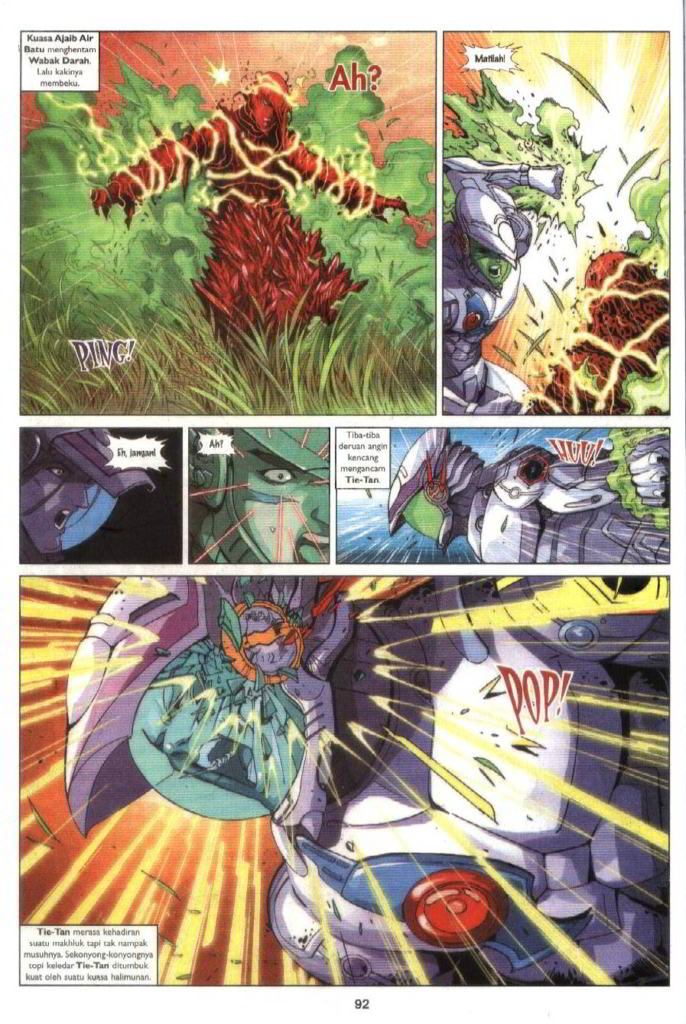 Kuasa Ajaib Air
Batu menghentam
Wabak Darah.
Lalu kakinya
membeku.
Ah?
PING!
Matilah!
Eh, jangan!
Ah?
Tiba-tiba
deruan angin
kencang
mengancam
Tie-Tan.
HUU!
POP!
Tie-Tan merasa kehadiran
suatu makhluk tapi tak nampak
musuhnya. Sekonyong-konyongnya
topi keledar Tie-Tan ditumbuk
kuat oleh suatu kuasa halimunan.
92